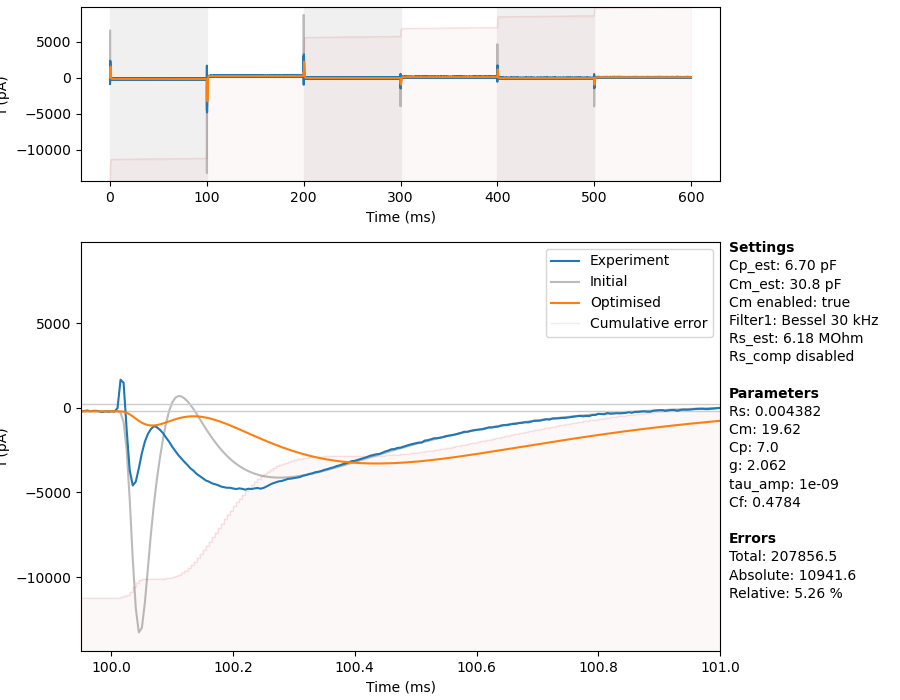 5000
0
−5000
−10000
0
100
200
300
400
500
600
Time (ms)
Experiment
Initial
Optimised
Cumulative error
5000
0
−5000
−10000
100.0
100.2
100.4
100.6
100.8
101.0
Time (ms)
Settings
Cp_est: 6.70 pF
Cm_est: 30.8 pF
Cm enabled: true
Filter1: Bessel 30 kHz
Rs_est: 6.18 MOhm
Rs_comp disabled
Parameters
Rs: 0.004382
Cm: 19.62
Cp: 7.0
g: 2.062
tau_amp: 1e-09
Cf: 0.4784
Errors
Total: 207856.5
Absolute: 10941.6
Relative: 5.26 %